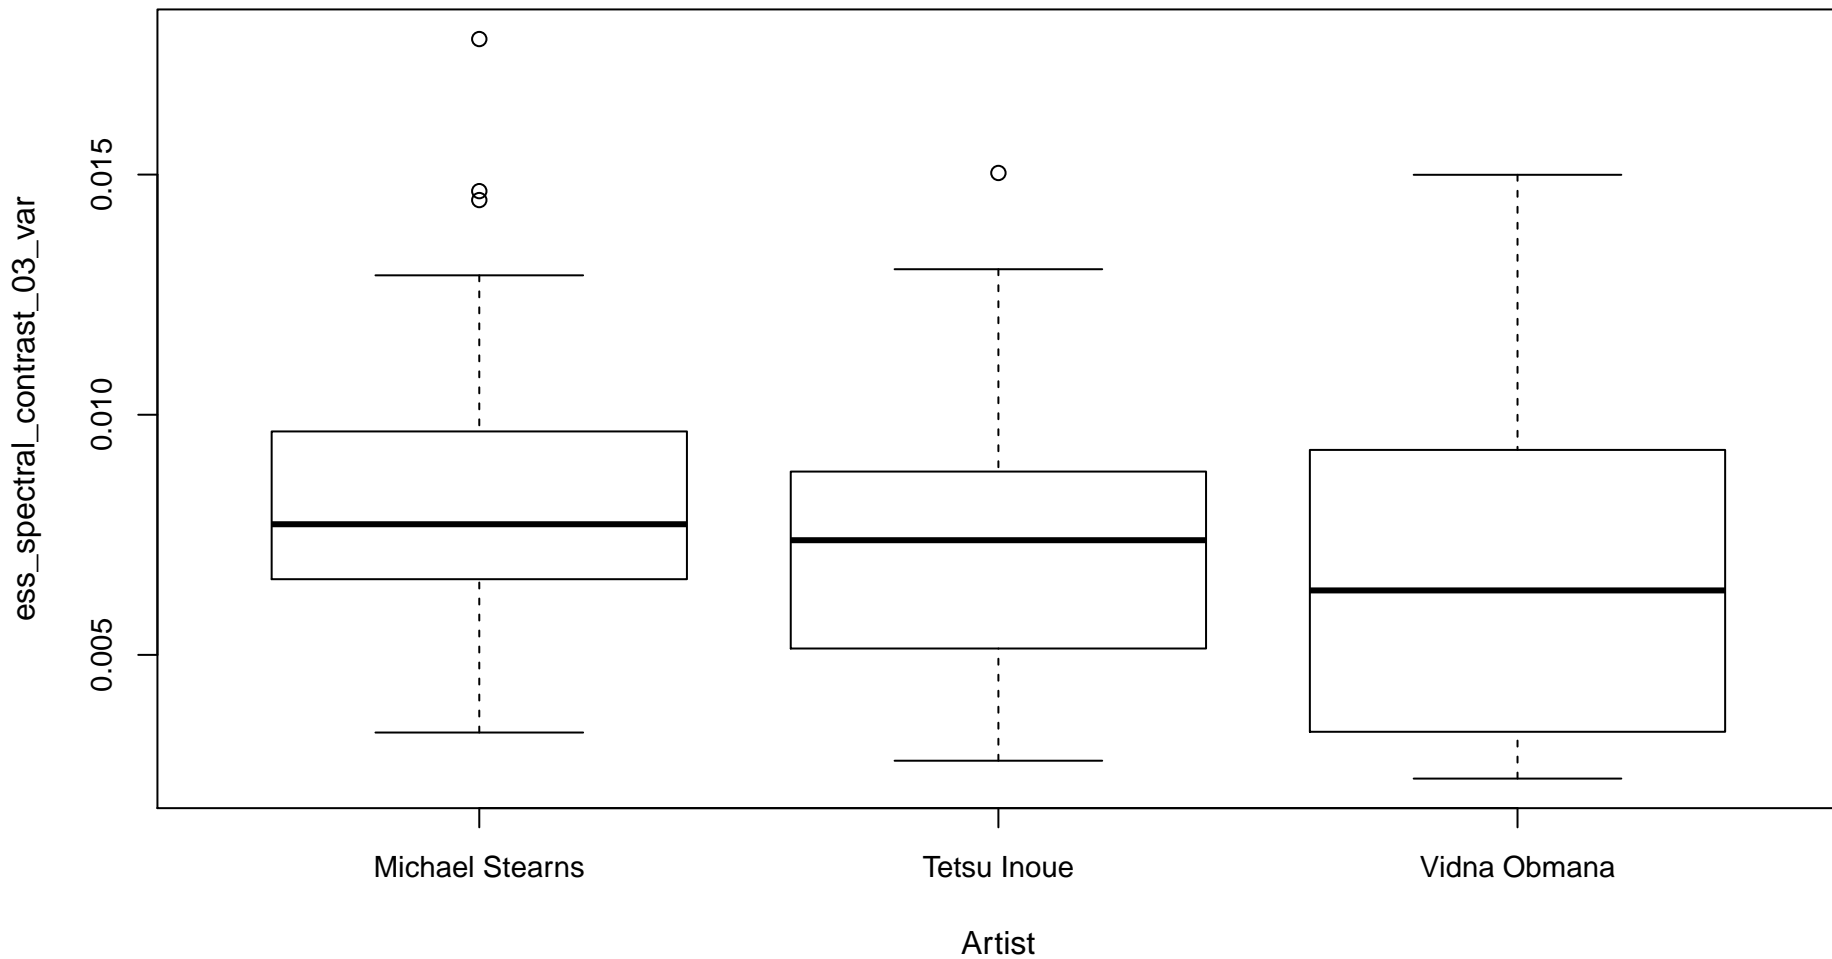 ess_spectral_contrast_03_var
0.015
0.010
0.005
Michael Stearns
Tetsu Inoue
Vidna Obmana
Artist